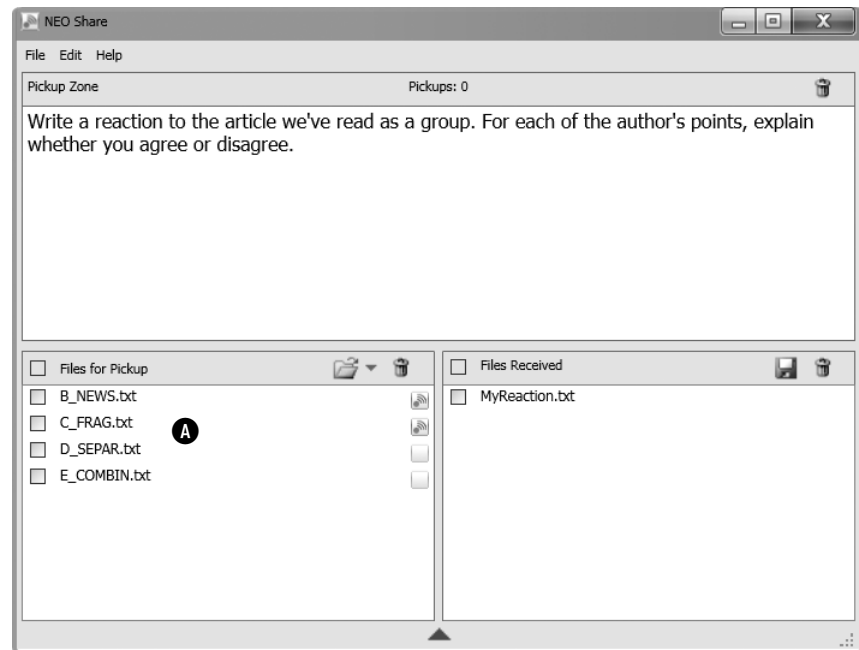 NEO Share
File Edit Help
Pickup Zone Pickups: 0
Write a reaction to the article we've read as a group. For each of the author's points, explain
whether you agree or disagree.
Files for Pickup
B_NEWS.txt
C_FRAG.txt
A
D_SEPAR.txt
E_COMBIN.txt
Files Received
MyReaction.txt